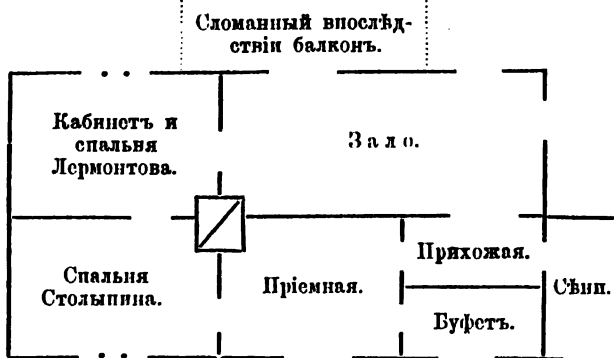 Сломанный впослѣд-
ствіи балконъ.
Кабинетъ и
спальня
Лермонтова.
Зало.
Спальня
Столыпина.
Пріемная.
Прихожая.
Буфетъ.
Сѣни.